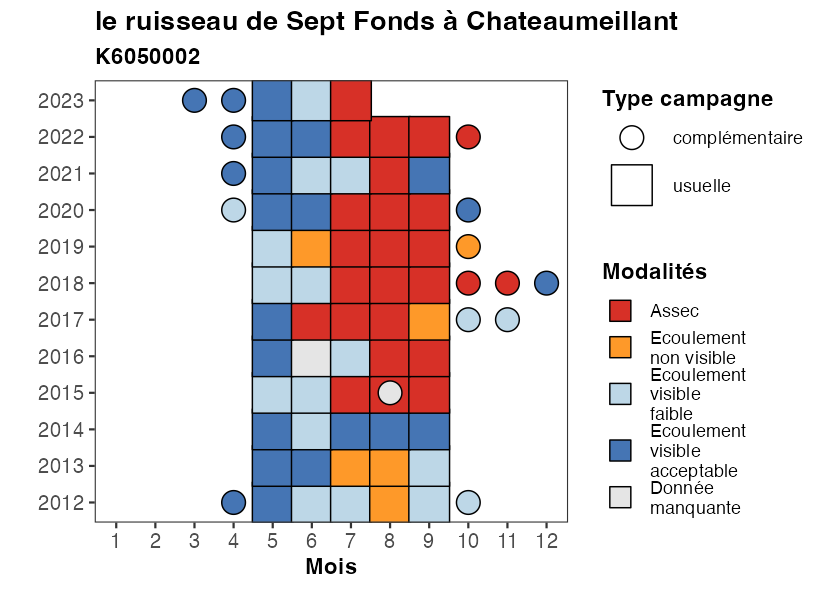 le ruisseau de Sept Fonds à Chateaumeillant
K6050002
2023
2022
2021
2020
2019
2018
2017
2016
2015
2014
2013
2012
1 2 3 4 5 6 7 8 9 10 11 12
Mois
Type campagne
complémentaire
usuelle
Modalités
Assec
Ecoulement
non visible
Ecoulement
visible
faible
Ecoulement
visible
acceptable
Donnée
manquante